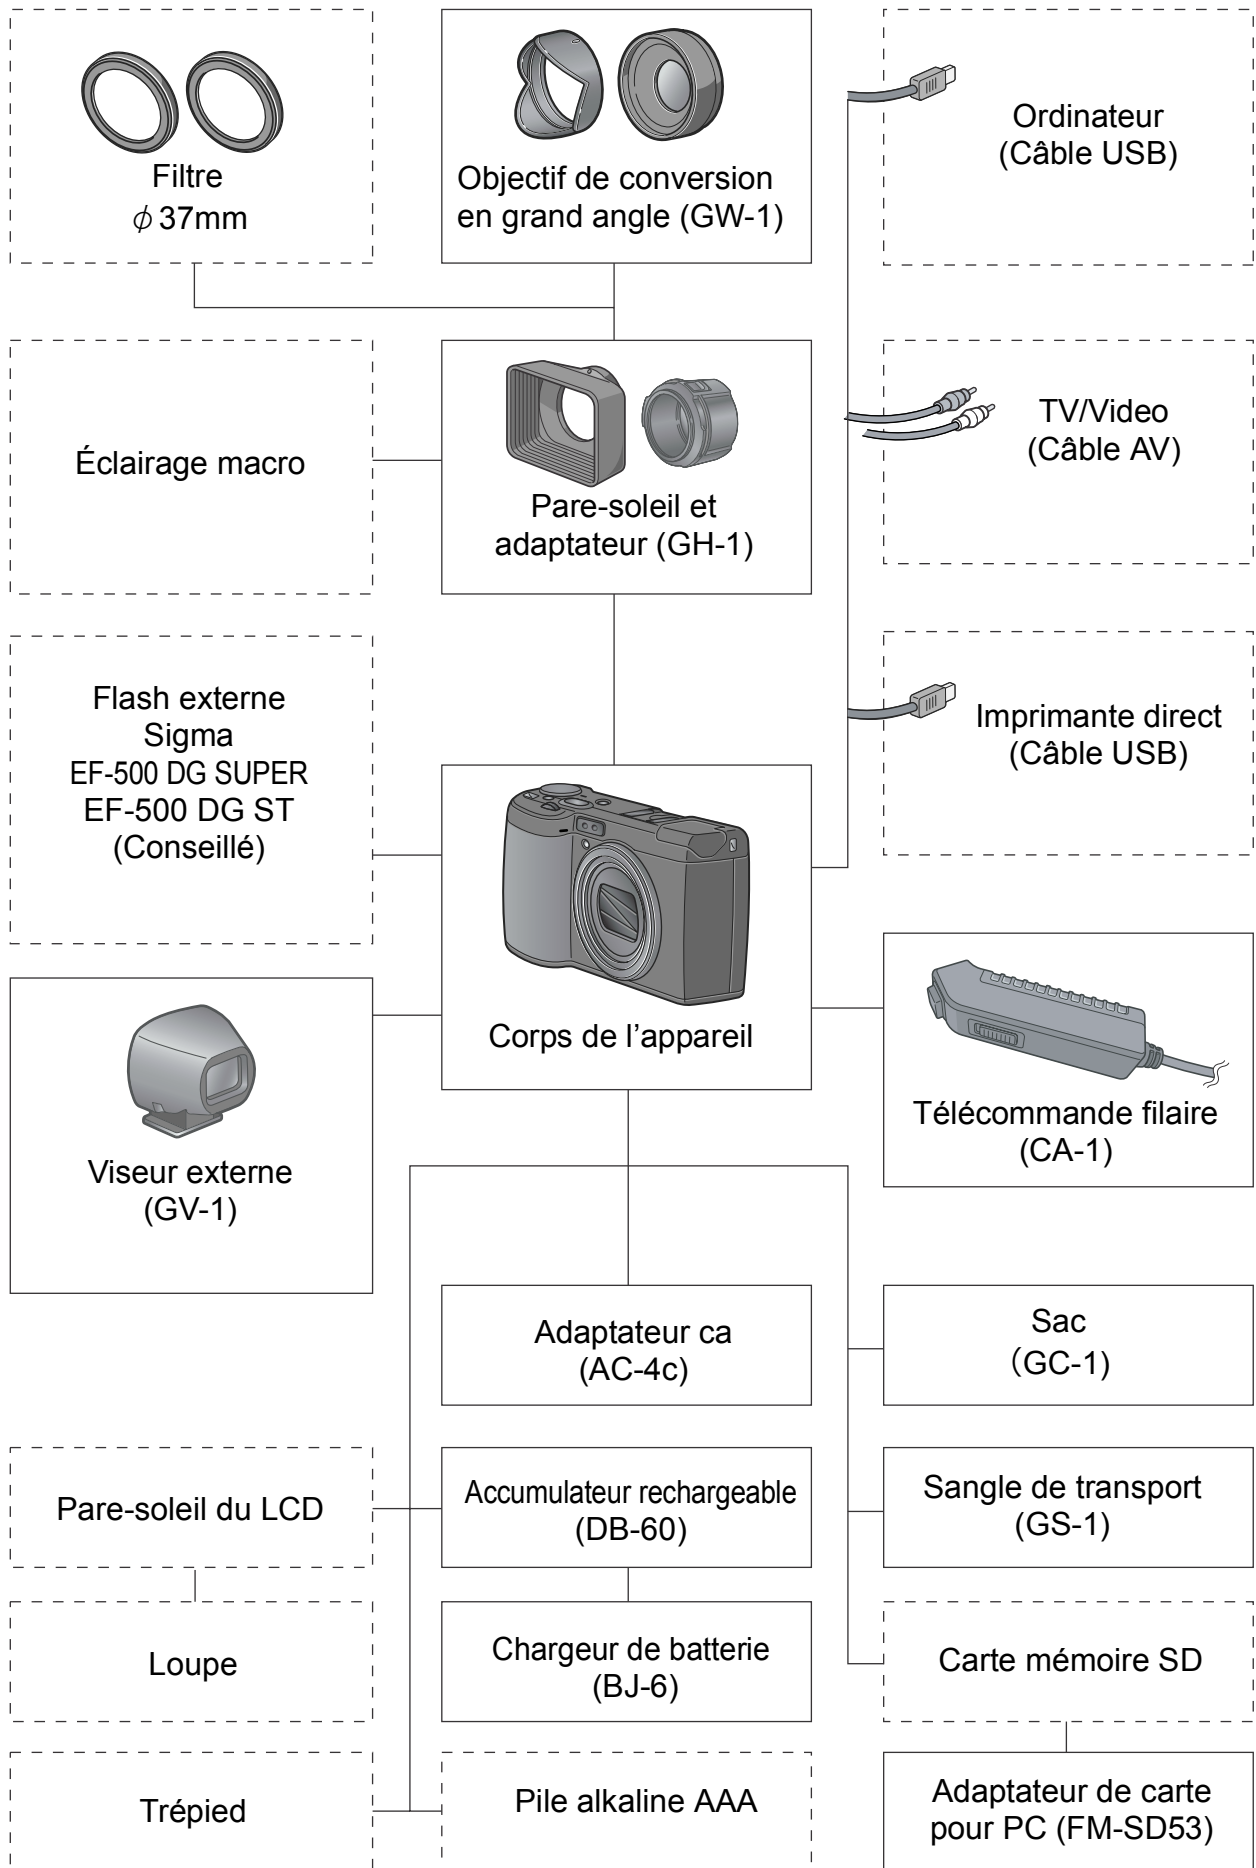 Filtre
ϕ 37mm
Objectif de conversion
en grand angle (GW-1)
Ordinateur
(Câble USB)
Éclairage macro
Pare-soleil et
adaptateur (GH-1)
TV/Video
(Câble AV)
Flash externe
Sigma
EF-500 DG SUPER
EF-500 DG ST
(Conseillé)
Imprimante direct
(Câble USB)
Corps de l’appareil
Viseur externe
(GV-1)
Télécommande filaire
(CA-1)
Adaptateur ca
(AC-4c)
Sac
(GC-1)
Pare-soleil du LCD
Accumulateur rechargeable
(DB-60)
Sangle de transport
(GS-1)
Loupe
Chargeur de batterie
(BJ-6)
Carte mémoire SD
Trépied
Pile alkaline AAA
Adaptateur de carte
pour PC (FM-SD53)